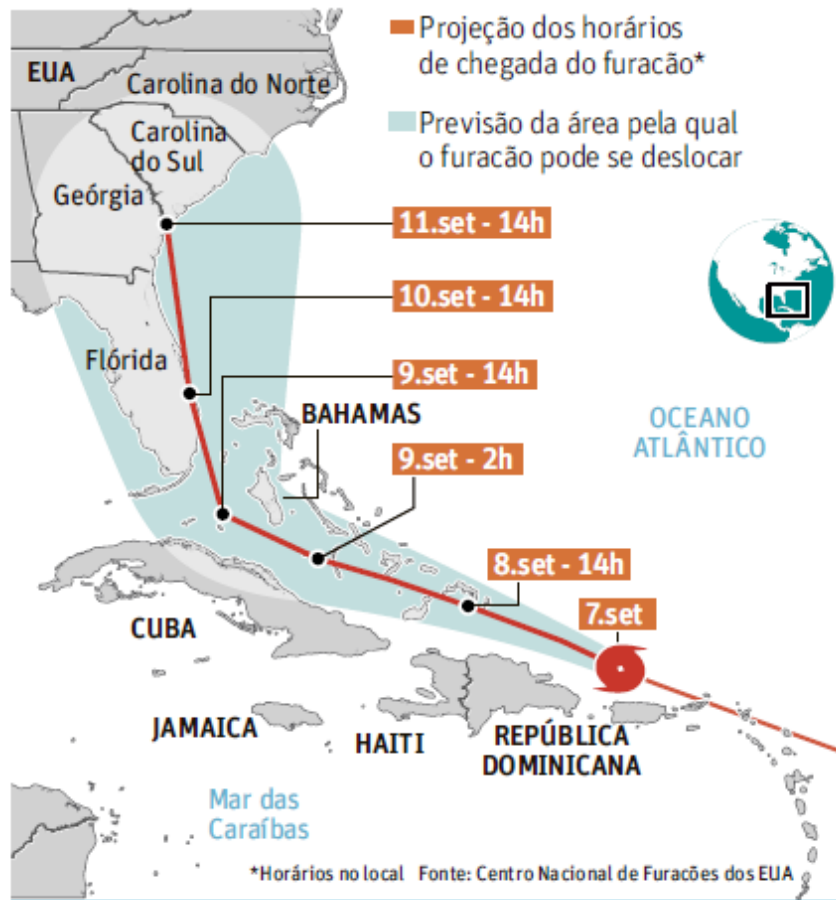 Projeção dos horários
de chegada do furacão*
Previsão da área pela qual
o furacão pode se deslocar
EUA
Carolina do Norte
Carolina
do Sul
Geórgia
11.set - 14h
10.set - 14h
Flórida
9.set - 14h
BAHAMAS
OCEANO
ATLÂNTICO
9.set - 2h
8.set - 14h
7.set
CUBA
JAMAICA
HAITI
REPÚBLICA
DOMINICANA
Mar das
Caraíbas
*Horários no local Fonte: Centro Nacional de Furacões dos EUA